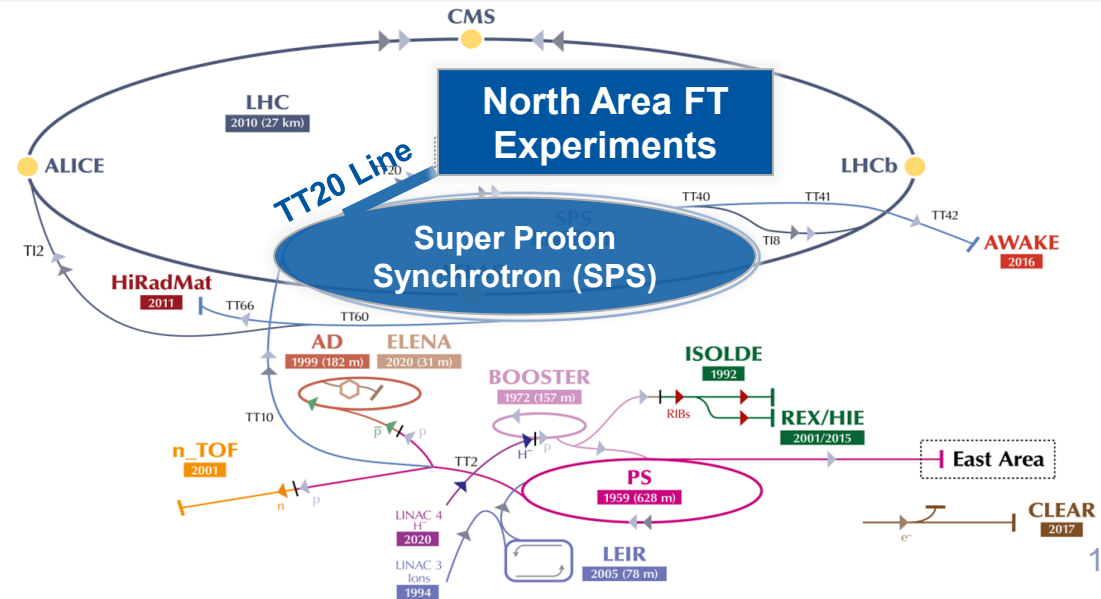 CMS
LHC
2010 (27 km)
North Area FT
Experiments
ALICE
TT20 Line
LHCb
TT40
TT41
TT42
TI8
AWAKE
2016
Super Proton
Synchrotron (SPS)
TI2
HiRadMat
2011
TT66
TT60
AD
1999 (182 m)
ELENA
2020 (31 m)
ISOLDE
1992
BOOSTER
1972 (157 m)
RIBs
REX/HIE
2001/2015
TT10
p̅
p
n_TOF
2001
n
p
TT2
H⁻
p
East Area
PS
1959 (628 m)
LINAC 4
H⁻
2020
CLEAR
2017
e⁻
LINAC 3
Ions
1994
LEIR
2005 (78 m)
1